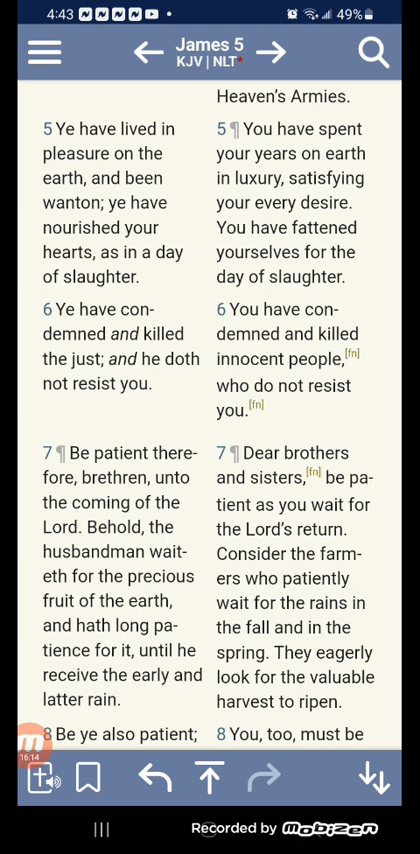 4:43
49%
James 5
KJV | NLT*
Heaven's Armies.
5 Ye have lived in
pleasure on the
earth, and been
wanton; ye have
nourished your
hearts, as in a day
of slaughter.
5 ¶ You have spent
your years on earth
in luxury, satisfying
your every desire.
You have fattened
yourselves for the
day of slaughter.
6 Ye have con-
demned and killed
the just; and he doth
not resist you.
6 You have con-
demned and killed
innocent people,[fn]
who do not resist
you.[fn]
7 ¶ Be patient there-
fore, brethren, unto
the coming of the
Lord. Behold, the
husbandman wait-
eth for the precious
fruit of the earth,
and hath long pa-
tience for it, until he
receive the early and
latter rain.
7 ¶ Dear brothers
and sisters,[fn] be pa-
tient as you wait for
the Lord's return.
Consider the farm-
ers who patiently
wait for the rains in
the fall and in the
spring. They eagerly
look for the valuable
harvest to ripen.
8 Be ye also patient;
8 You, too, must be
16:14
Recorded by Mobizen